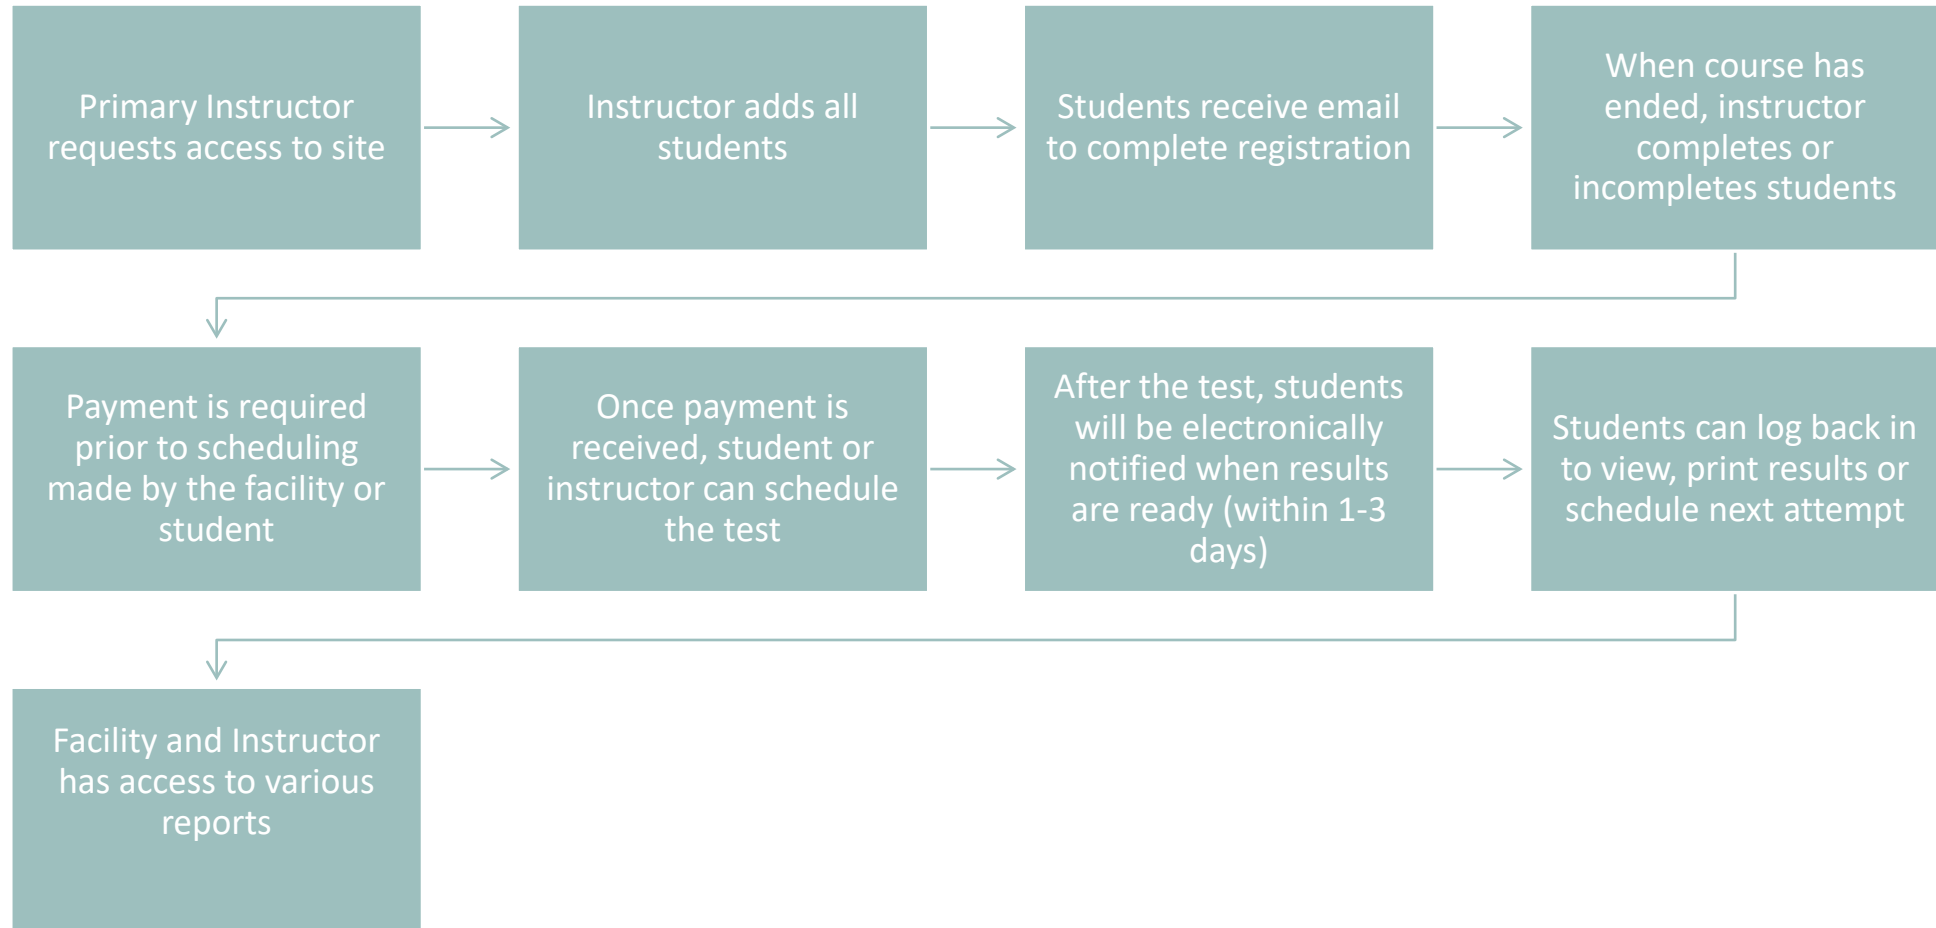 Primary Instructor
requests access to site
Instructor adds all
students
Students receive email
to complete registration
When course has
ended, instructor
completes or
incompletes students
Payment is required
prior to scheduling
made by the facility or
student
Once payment is
received, student or
instructor can schedule
the test
After the test, students
will be electronically
notified when results
are ready (within 1-3
days)
Students can log back in
to view, print results or
schedule next attempt
Facility and Instructor
has access to various
reports